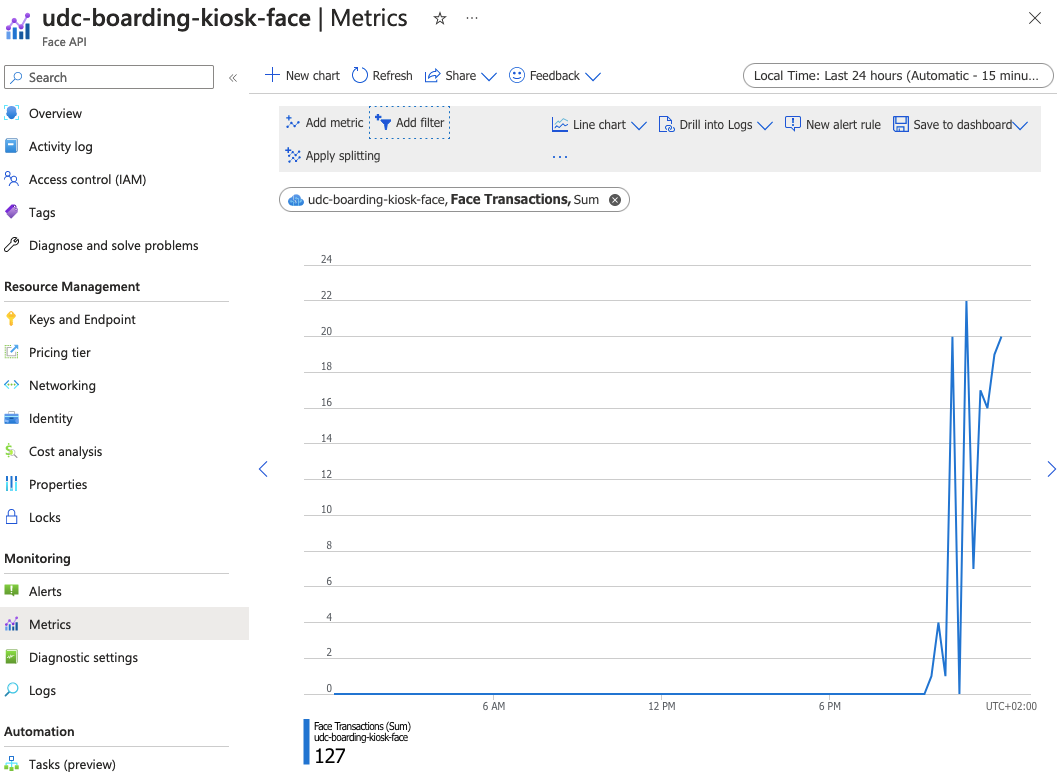 udc-boarding-kiosk-face | Metrics
Face API
Search
Overview
Activity log
Access control (IAM)
Tags
Diagnose and solve problems
Resource Management
Keys and Endpoint
Pricing tier
Networking
Identity
Cost analysis
Properties
Locks
Monitoring
Alerts
Metrics
Diagnostic settings
Logs
Automation
Tasks (preview)
New chart Refresh Share Feedback Local Time: Last 24 hours (Automatic - 15 minu...
Add metric Add filter Line chart Drill into Logs New alert rule Save to dashboard
Apply splitting
udc-boarding-kiosk-face, Face Transactions, Sum
24
22
20
18
16
14
12
10
8
6
4
2
0
6 AM 12 PM 6 PM UTC+02:00
Face Transactions (Sum)
udc-boarding-kiosk-face
127